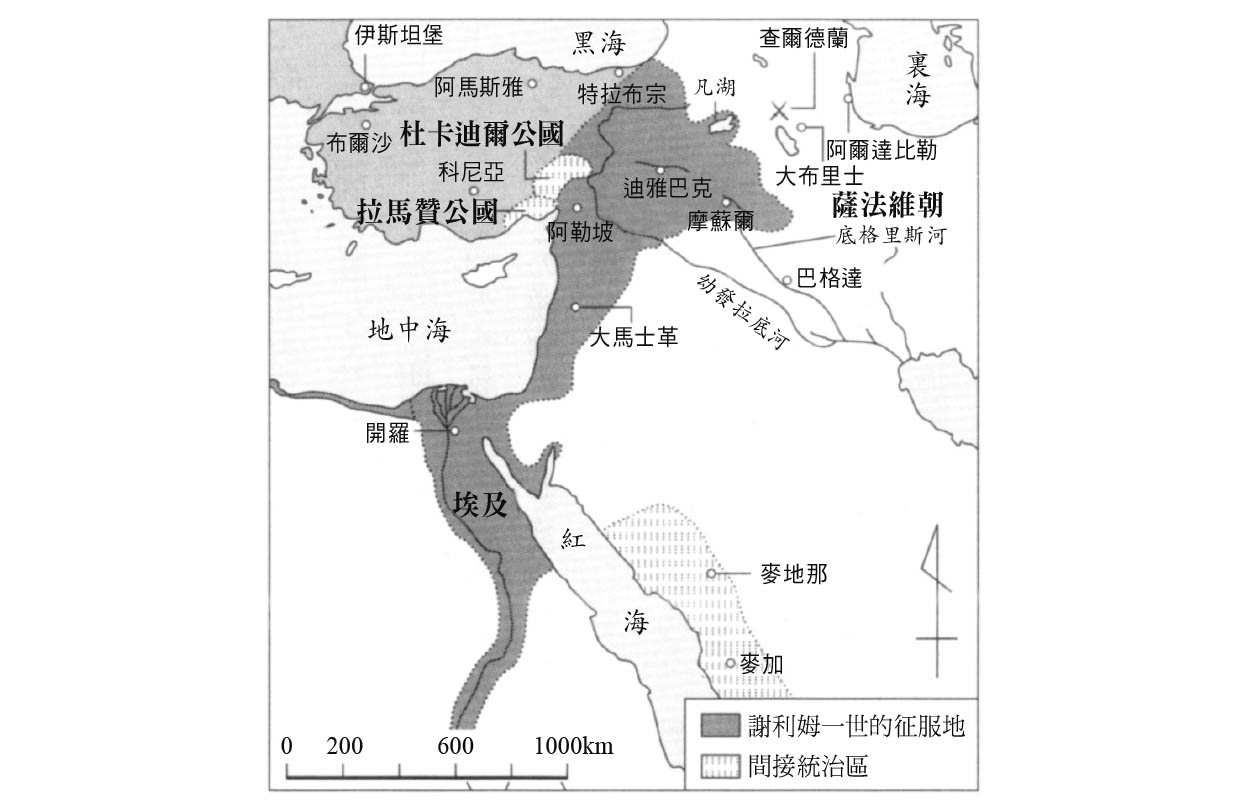 伊斯坦堡
黑海
查爾德蘭
裏海
阿馬斯雅
特拉布宗
凡湖
布爾沙
杜卡迪爾公國
阿爾達比勒
科尼亞
迪雅巴克
大布里士
拉馬贊公國
阿勒坡
摩蘇爾
薩法維朝
底格里斯河
巴格達
幼發拉底河
地中海
大馬士革
開羅
埃及
紅海
麥地那
麥加
謝利姆一世的征服地
間接統治區
0 200 600 1000km